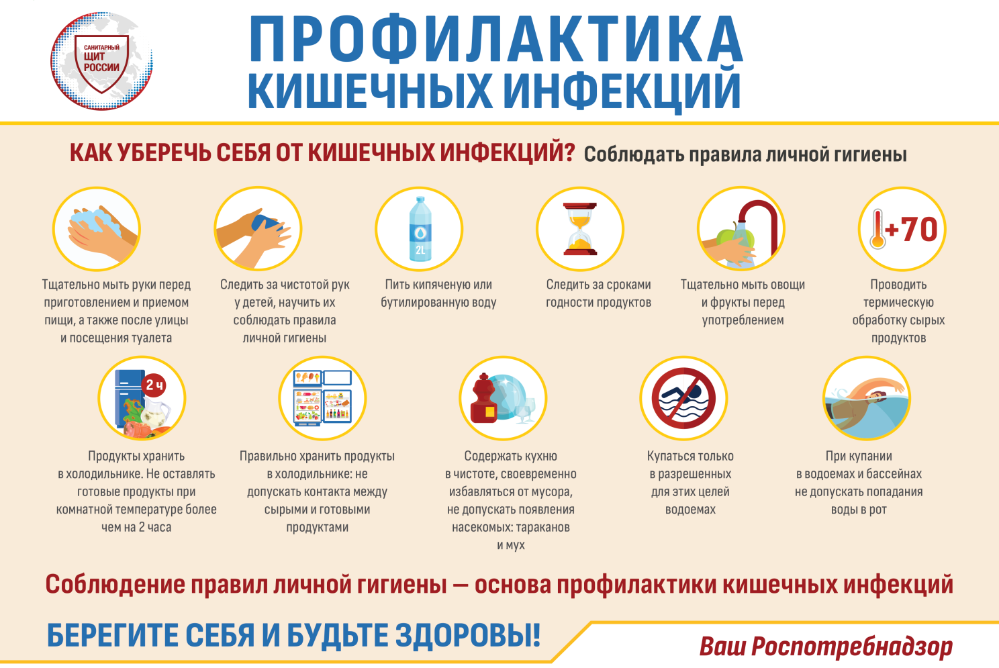 САНИТАРНЫЙ
ЩИТ
РОССИИ
ПРОФИЛАКТИКА
КИШЕЧНЫХ ИНФЕКЦИЙ
КАК УБЕРЕЧЬ СЕБЯ ОТ КИШЕЧНЫХ ИНФЕКЦИЙ? Соблюдать правила личной гигиены
Тщательно мыть руки перед
приготовлением и приемом
пищи, а также после улицы
и посещения туалета
Следить за чистотой рук
у детей, научить их
соблюдать правила
личной гигиены
2L
Пить кипяченую или
бутилированную воду
Следить за сроками
годности продуктов
Тщательно мыть овощи
и фрукты перед
употреблением
+70
Проводить
термическую
обработку сырых
продуктов
2 ч
Продукты хранить
в холодильнике. Не оставлять
готовые продукты при
комнатной температуре более
чем на 2 часа
Правильно хранить продукты
в холодильнике: не
допускать контакта между
сырыми и готовыми
продуктами
Содержать кухню
в чистоте, своевременно
избавляться от мусора,
не допускать появления
насекомых: тараканов
и мух
Купаться только
в разрешенных
для этих целей
водоемах
При купании
в водоемах и бассейнах
не допускать попадания
воды в рот
Соблюдение правил личной гигиены – основа профилактики кишечных инфекций
БЕРЕГИТЕ СЕБЯ И БУДЬТЕ ЗДОРОВЫ!
Ваш Роспотребнадзор